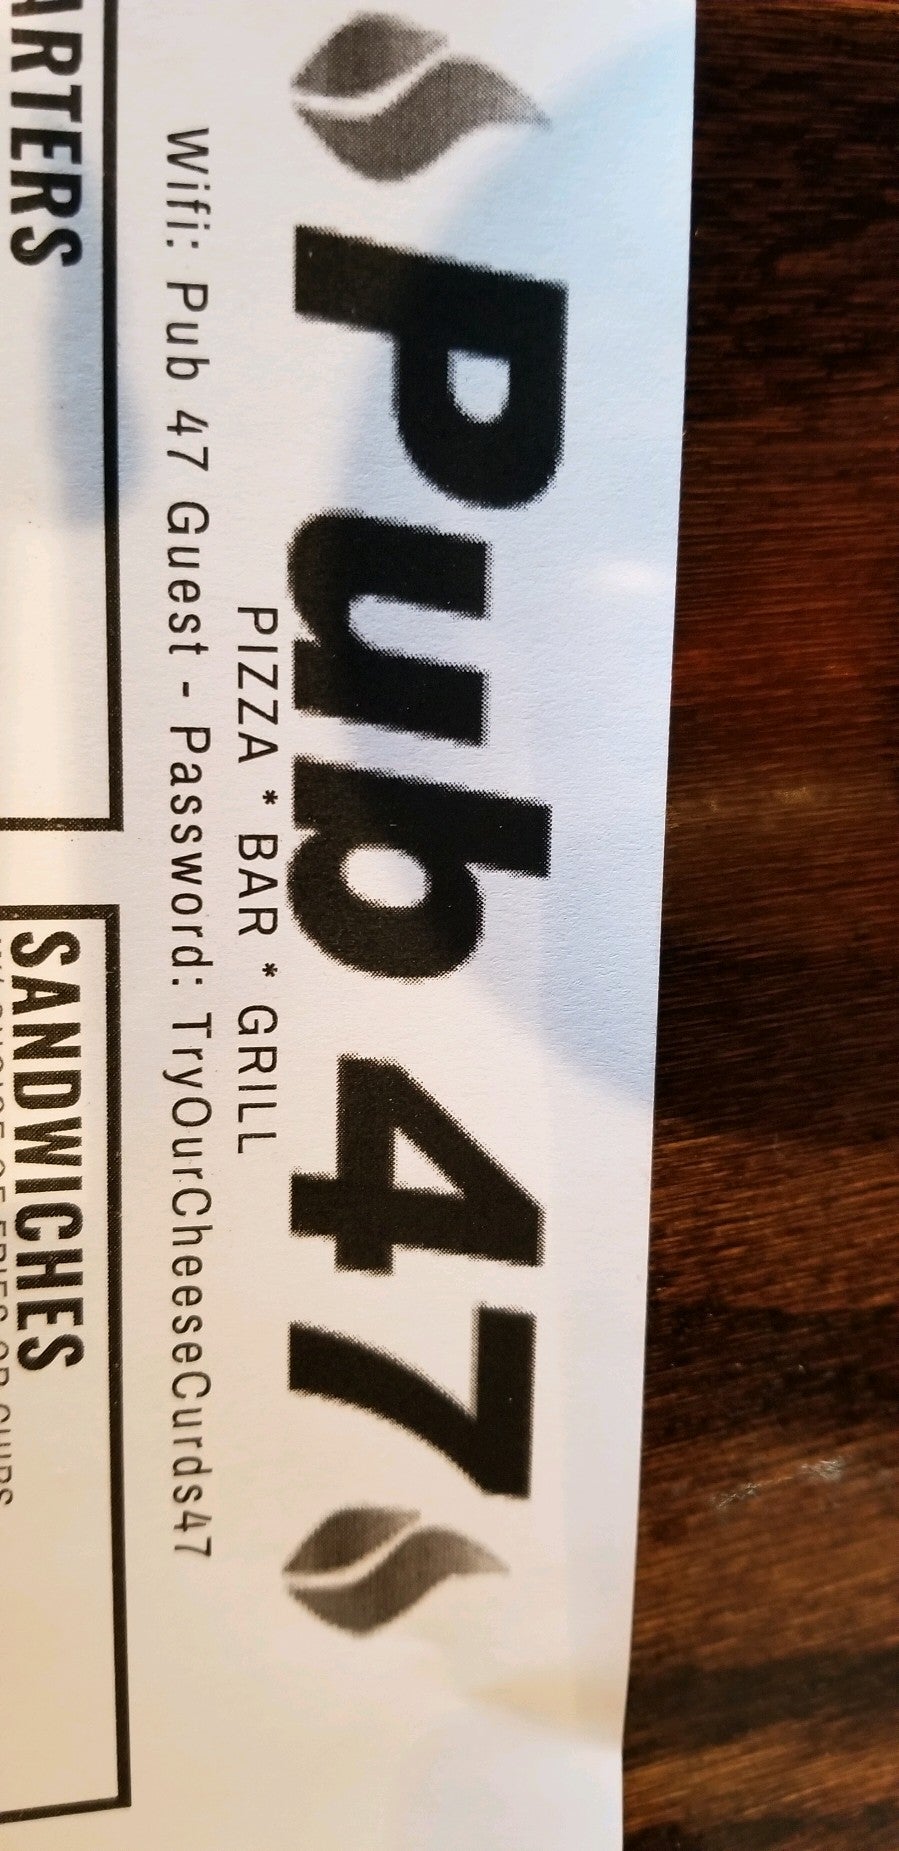 Pub 47
PIZZA * BAR * GRILL
Wifi: Pub 47 Guest - Password: TryOurCheeseCurds47
ARTERS
SANDWICHES